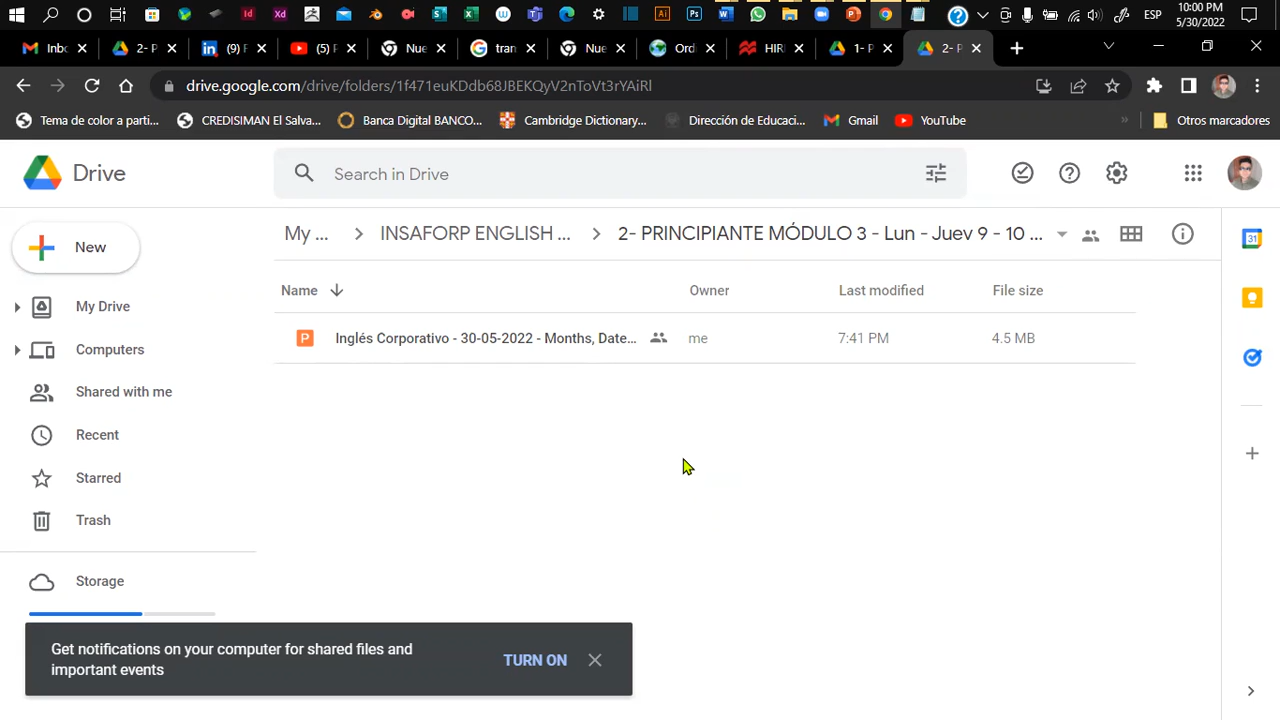 10:00 PM
ESP
5/30/2022
Inbo
2- P
(9) F
(5) P
Nue
tran
Nue
Ord
HIRI
1- P
2- P
drive.google.com/drive/folders/1f471euKDdb68JBEKQyV2nToVt3rYAiRl
Tema de color a parti...
CREDISIMAN El Salva...
Banca Digital BANCO...
Cambridge Dictionary...
Dirección de Educaci...
Gmail
YouTube
»
Otros marcadores
Drive
Search in Drive
New
My ...
INSAFORP ENGLISH ...
2- PRINCIPIANTE MÓDULO 3 - Lun - Juev 9 - 10 ...
Name
Owner
Last modified
File size
Inglés Corporativo - 30-05-2022 - Months, Date...
me
7:41 PM
4.5 MB
My Drive
Computers
Shared with me
Recent
Starred
Trash
Storage
Get notifications on your computer for shared files and
important events
TURN ON